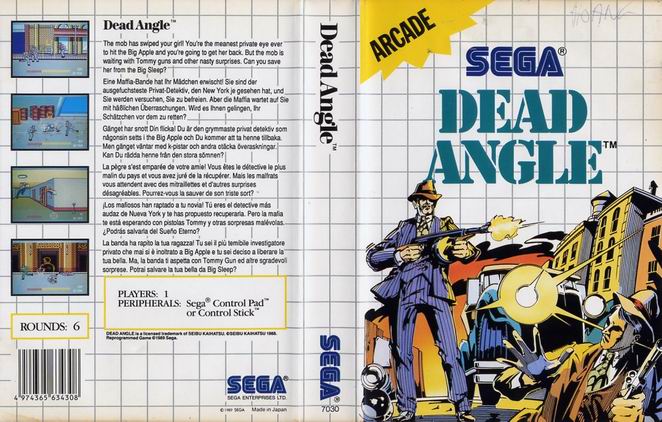 Dead Angle™
The mob has swiped your girl! You're the meanest private eye ever
to hit the Big Apple and you're going to get her back. But the mob is
waiting with Tommy guns and other nasty surprises. Can you save
her from the Big Sleep?
Eine Maffia-Bande hat Ihr Mädchen erwischt! Sie sind der
ausgefuchsteste Privat-Detektiv, den New York je gesehen hat, und
Sie werden versuchen, Sie zu befreien. Aber die Maffia wartet auf Sie
mit häßlichen Überraschungen. Wird es Ihnen gelingen, Ihr
Schätzchen vor dem zu retten?
Gänget har snott Din flicka! Du är den grymmaste privat detektiv som
någonsin setts i the Big Apple och Du kommer att ta henne tilbaka.
Men gänget väntar med k-pistar och andra otäcka överaskningar.
Kan Du rädda henne från den stora sömnen?
La pègre s'est emparée de votre amie! Vous êtes le détective le plus
malin du pays et vous avez juré de la récupérer. Mais les malfrats
vous attendent avec des mitraillettes et d'autres surprises
désagréables. Pourrez-vous la sauver de son triste sort?
¡Los mafiosos han raptado a tu novia! Tú eres el detective más
audaz de Nueva York y te has propuesto recuperarla. Pero la mafia
te está esperando con pistolas Tommy y otras sorpresas malévolas.
¿Podrás salvarla del Sueño Eterno?
La banda ha rapito la tua ragazza! Tu sei il più temibile investigatore
privato che mai si è inoltrato a Big Apple e tu sei deciso a liberare la
tua bella. Ma, la banda ti aspetta con Tommy Gun ed altre sgradevoli
sorprese. Potrai salvare la tua bella da Big Sleep?
PLAYERS: 1
PERIPHERALS: Sega® Control Pad™
or Control Stick™
ROUNDS: 6
DEAD ANGLE is a licensed trademark of SEIBU KAIHATSU, ©SEIBU KAIHATSU 1988.
Reprogrammed Game ©1989 Sega.
4 974365 634308
SEGA®
SEGA ENTERPRISES LTD.
© 1989 SEGA Made in Japan
Dead Angle™
SEGA®
7030
ARCADE
SEGA®
DEAD
ANGLE™